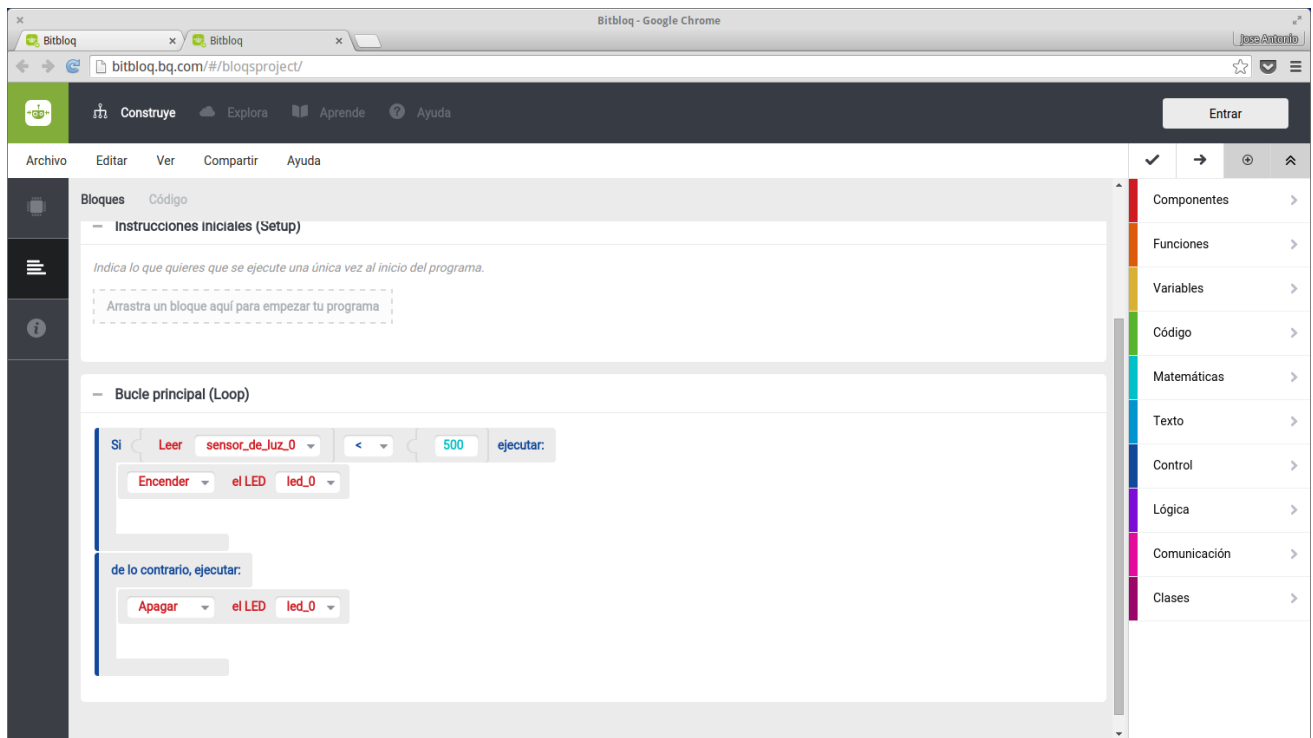 Bitbloq - Google Chrome
Bitbloq
Bitbloq
Jose Antonio
bitbloq.bq.com/#/bloqsproject/
Construye Explora Aprende Ayuda
Entrar
Archivo Editar Ver Compartir Ayuda
Bloques Código
Instrucciones iniciales (Setup)
Indica lo que quieres que se ejecute una única vez al inicio del programa.
Arrastra un bloque aquí para empezar tu programa
Bucle principal (Loop)
Si Leer sensor_de_luz_0 < 500 ejecutar:
Encender el LED led_0
de lo contrario, ejecutar:
Apagar el LED led_0
Componentes
Funciones
Variables
Código
Matemáticas
Texto
Control
Lógica
Comunicación
Clases